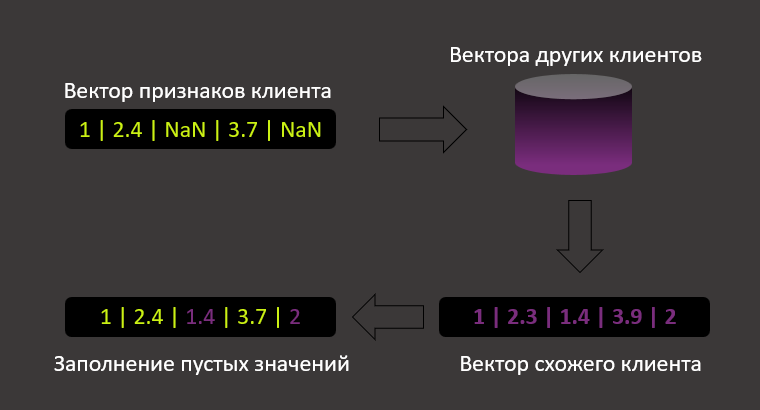 Вектора других клиентов
Вектор признаков клиента
1 | 2.4 | NaN | 3.7 | NaN
1 | 2.4 | 1.4 | 3.7 | 2
1 | 2.3 | 1.4 | 3.9 | 2
Заполнение пустых значений
Вектор схожего клиента